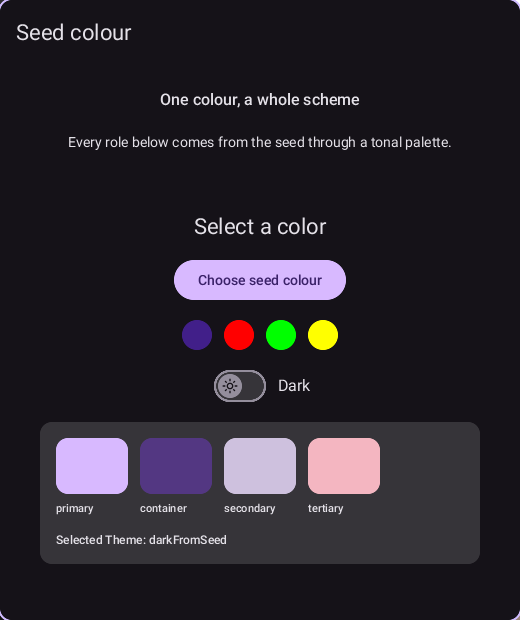 Seed colour
One colour, a whole scheme
Every role below comes from the seed through a tonal palette.
Select a color
Choose seed colour
Dark
primary
container
secondary
tertiary
Selected Theme: darkFromSeed